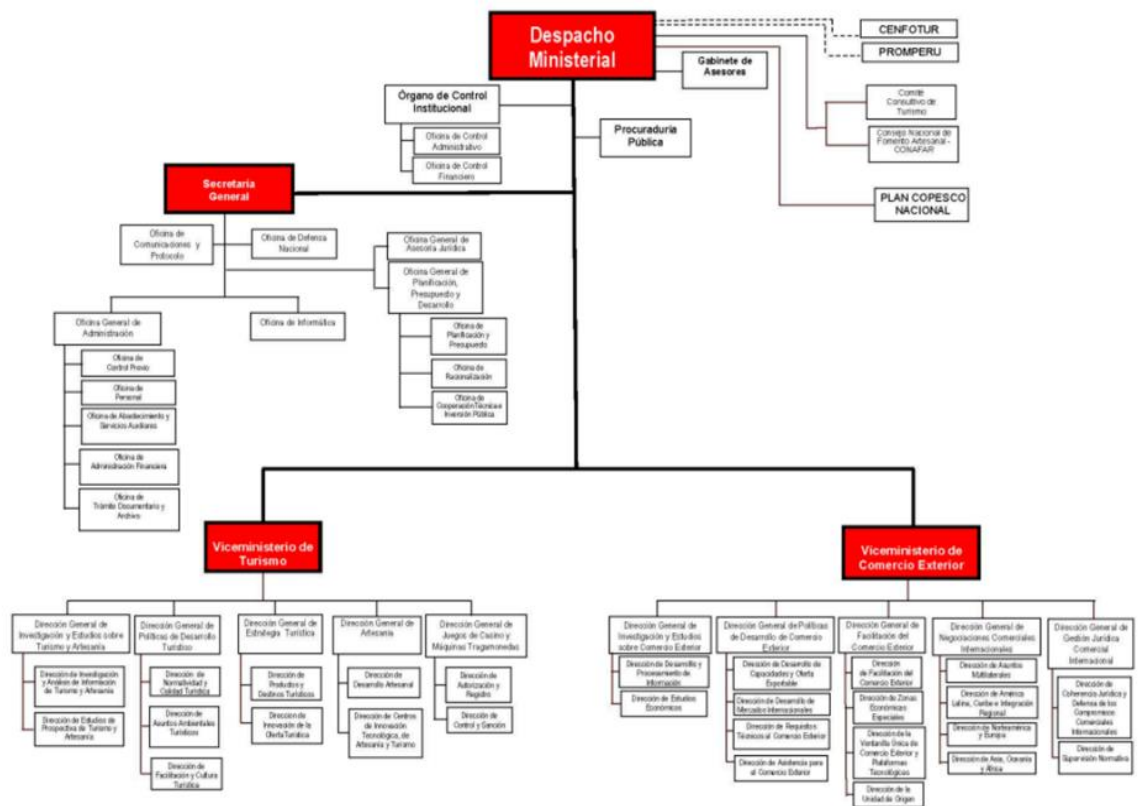 Despacho
Ministerial
CENFOTUR
PROMPERU
Gabinete de
Asesores
Comité
Consultivo de
Turismo
Consejo Nacional de
Fomento Artesanal -
CONAFAR
PLAN COPESCO
NACIONAL
Órgano de Control
Institucional
Oficina de Control
Administrativo
Oficina de Control
Financiero
Procuraduría
Pública
Secretaría
General
Oficina de
Comunicaciones y
Protocolo
Oficina de Defensa
Nacional
Oficina General de
Asesoría Jurídica
Oficina General de
Planificación,
Presupuesto y
Desarrollo
Oficina de
Planificación y
Presupuesto
Oficina de
Racionalización
Oficina de
Cooperación Técnica e
Inversión Pública
Oficina General de
Administración
Oficina de Informática
Oficina de
Control Previo
Oficina de
Personal
Oficina de Abastecimiento y
Servicios Auxiliares
Oficina de
Administración Financiera
Oficina de
Trámite Documentario y
Archivo
Viceministerio de
Turismo
Dirección General de
Investigación y Estudios sobre
Turismo y Artesanía
Dirección de Investigación
y Análisis de Información
de Turismo y Artesanía
Dirección de Estudios de
Prospectiva de Turismo y
Artesanía
Dirección General de
Políticas de Desarrollo
Turístico
Dirección de
Normatividad y
Calidad Turística
Dirección de
Asuntos Ambientales
Turísticos
Dirección de
Facilitación y Cultura
Turística
Dirección General de
Estrategia Turística
Dirección de
Productos y
Destinos Turísticos
Dirección de
Innovación de la
Oferta Turística
Dirección General de
Artesanía
Dirección de
Desarrollo Artesanal
Dirección de Centros
de Innovación
Tecnológica, de
Artesanía y Turismo
Dirección General de
Juegos de Casino y
Máquinas Tragamonedas
Dirección de
Autorización y
Registro
Dirección de
Control y Sanción
Viceministerio de
Comercio Exterior
Dirección General de
Investigación y Estudios
sobre Comercio Exterior
Dirección de Desarrollo y
Procesamiento de
Información
Dirección de Estudios
Económicos
Dirección General de Políticas
de Desarrollo de Comercio
Exterior
Dirección de Desarrollo de
Capacidades y Oferta
Exportable
Dirección de Desarrollo de
Mercados Internacionales
Dirección de Requisitos
Técnicos al Comercio Exterior
Dirección de Asistencia para
el Comercio Exterior
Dirección General de
Facilitación del
Comercio Exterior
Dirección
de Facilitación del
Comercio Exterior
Dirección de Zonas
Económicas
Especiales
Dirección de la
Ventanilla Única de
Comercio Exterior y
Plataformas
Tecnológicas
Dirección de la
Unidad de Origen
Dirección General de
Negociaciones Comerciales
Internacionales
Dirección de Asuntos
Multilaterales
Dirección de América
Latina, Caribe e Integración
Regional
Dirección de Norteamérica
y Europa
Dirección de Asia, Oceanía y
África
Dirección General de
Gestión Jurídica
Comercial
Internacional
Dirección de
Coherencia Jurídica y
Defensa de los
Compromisos
Comerciales
Internacionales
Dirección de
Supervisión Normativa